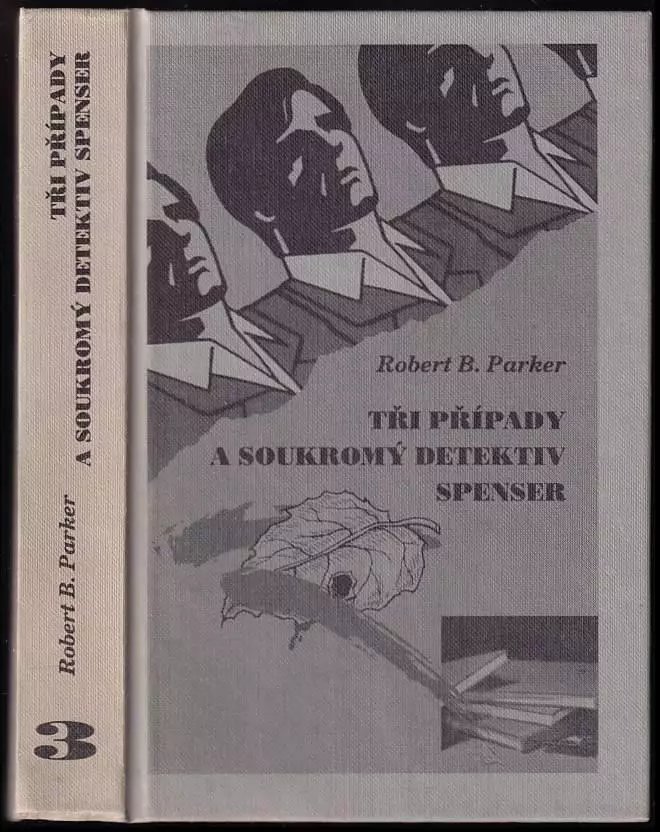 TŘI PŘÍPADY
A SOUKROMÝ DETEKTIV SPENSER
Robert B. Parker
3
Robert B. Parker
TŘI PŘÍPADY
A SOUKROMÝ DETEKTIV
SPENSER